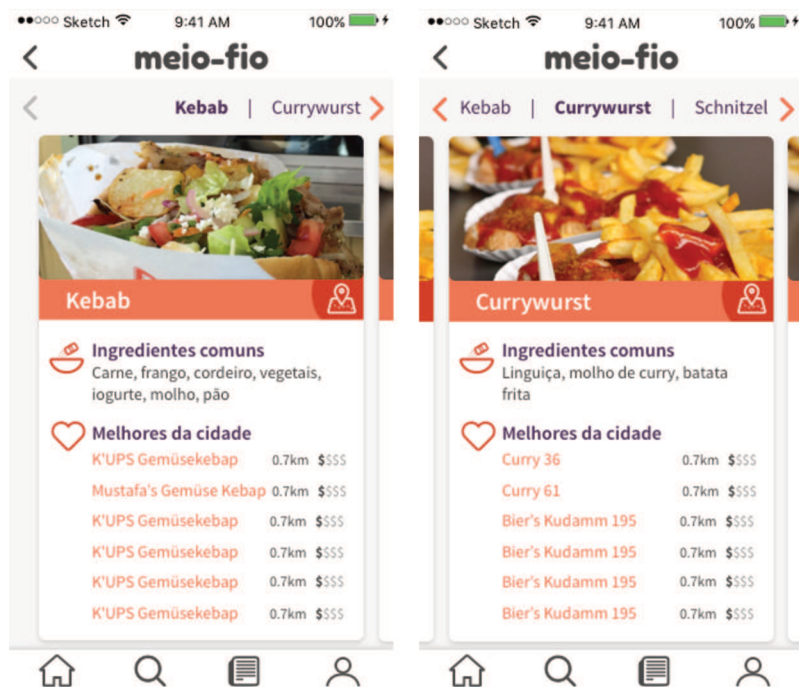 ●●○○○ Sketch 9:41 AM 100%
meio-fio
Kebab | Currywurst
Kebab
Ingredientes comuns
Carne, frango, cordeiro, vegetais,
iogurte, molho, pão
Melhores da cidade
K'UPS Gemüsekebap 0.7km $$$$
Mustafa's Gemüse Kebap 0.7km $$$$
K'UPS Gemüsekebap 0.7km $$$$
K'UPS Gemüsekebap 0.7km $$$$
K'UPS Gemüsekebap 0.7km $$$$
K'UPS Gemüsekebap 0.7km $$$$
●●○○○ Sketch 9:41 AM 100%
meio-fio
Kebab | Currywurst | Schnitzel
Currywurst
Ingredientes comuns
Linguiça, molho de curry, batata
frita
Melhores da cidade
Curry 36 0.7km $$$$
Curry 61 0.7km $$$$
Bier's Kudamm 195 0.7km $$$$
Bier's Kudamm 195 0.7km $$$$
Bier's Kudamm 195 0.7km $$$$
Bier's Kudamm 195 0.7km $$$$